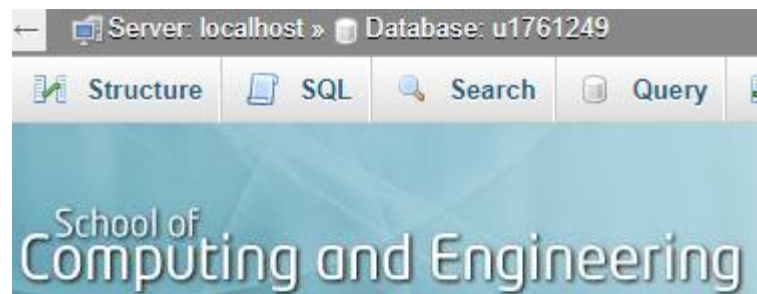 ← Server: localhost » Database: u1761249
Structure SQL Search Query
School of
Computing and Engineering